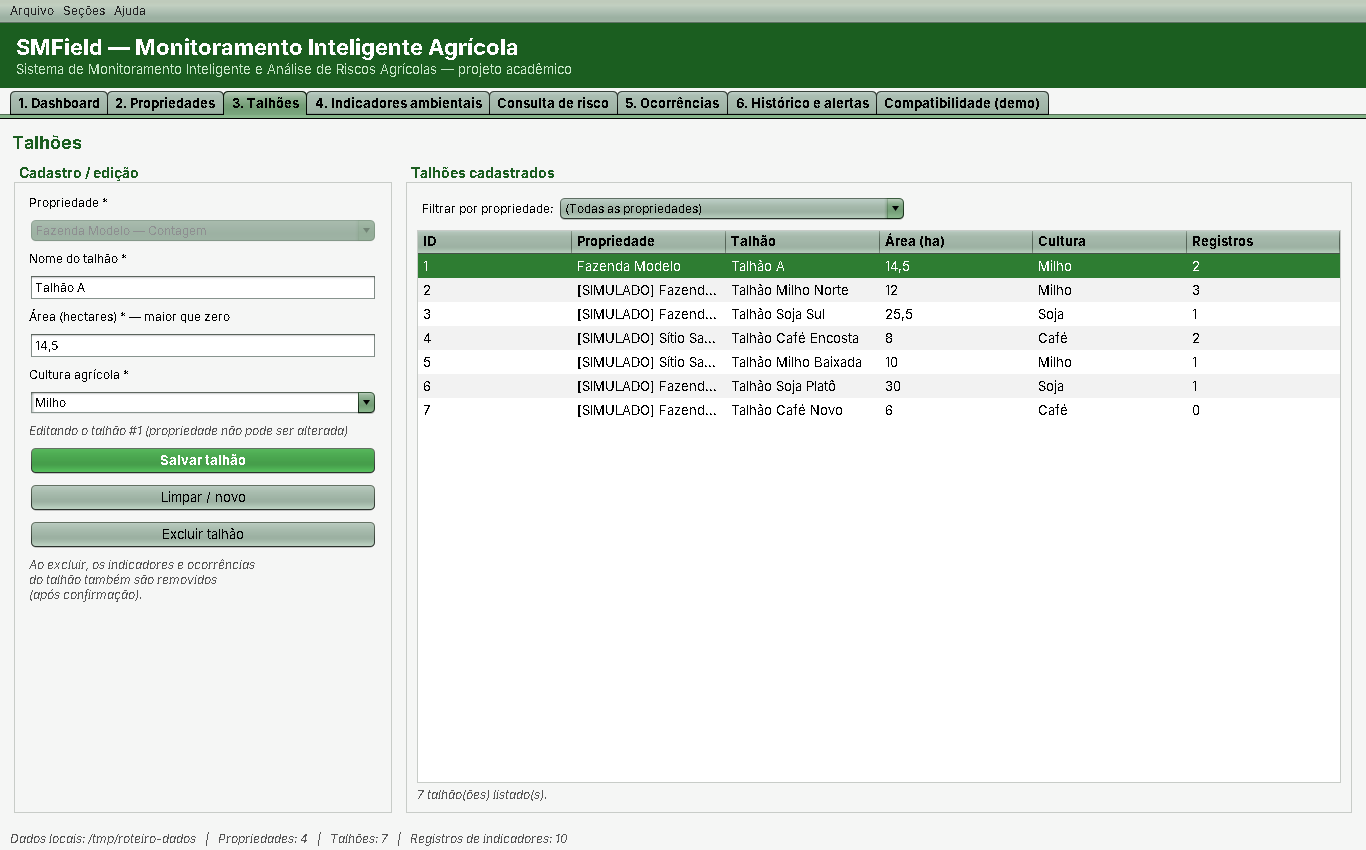 Arquivo Seções Ajuda
SMField — Monitoramento Inteligente Agrícola
Sistema de Monitoramento Inteligente e Análise de Riscos Agrícolas — projeto acadêmico
1. Dashboard 2. Propriedades 3. Talhões 4. Indicadores ambientais Consulta de risco 5. Ocorrências 6. Histórico e alertas Compatibilidade (demo)
Talhões
Cadastro / edição
Propriedade *
Fazenda Modelo — Contagem
Nome do talhão *
Talhão A
Área (hectares) * — maior que zero
14,5
Cultura agrícola *
Milho
Editando o talhão #1 (propriedade não pode ser alterada)
Salvar talhão
Limpar / novo
Excluir talhão
Ao excluir, os indicadores e ocorrências
do talhão também são removidos
(após confirmação).
Talhões cadastrados
Filtrar por propriedade: (Todas as propriedades)
ID Propriedade Talhão Área (ha) Cultura Registros
1 Fazenda Modelo Talhão A 14,5 Milho 2
2 [SIMULADO] Fazend... Talhão Milho Norte 12 Milho 3
3 [SIMULADO] Fazend... Talhão Soja Sul 25,5 Soja 1
4 [SIMULADO] Sítio Sa... Talhão Café Encosta 8 Café 2
5 [SIMULADO] Sítio Sa... Talhão Milho Baixada 10 Milho 1
6 [SIMULADO] Fazend... Talhão Soja Platô 30 Soja 1
7 [SIMULADO] Fazend... Talhão Café Novo 6 Café 0
7 talhão(ões) listado(s).
Dados locais: /tmp/roteiro-dados | Propriedades: 4 | Talhões: 7 | Registros de indicadores: 10